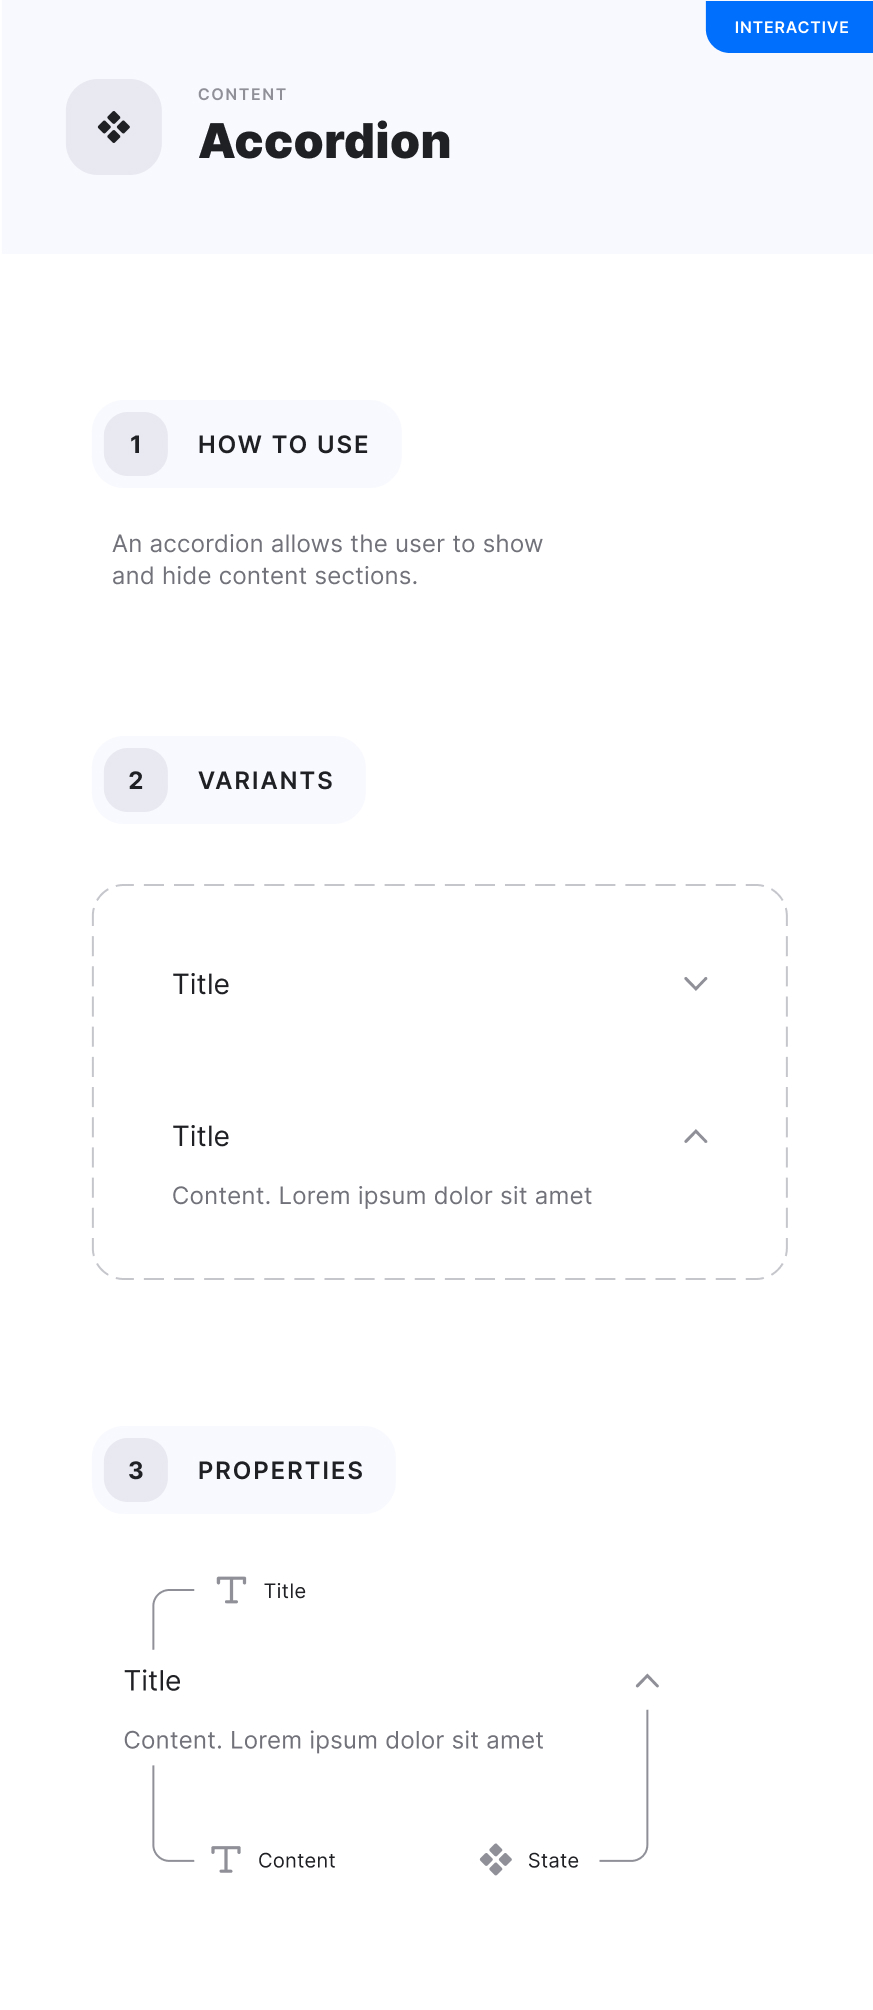 INTERACTIVE
CONTENT
Accordion
1 HOW TO USE
An accordion allows the user to show
and hide content sections.
2 VARIANTS
Title
Title
Content. Lorem ipsum dolor sit amet
3 PROPERTIES
Title
Title
Content. Lorem ipsum dolor sit amet
Content
State